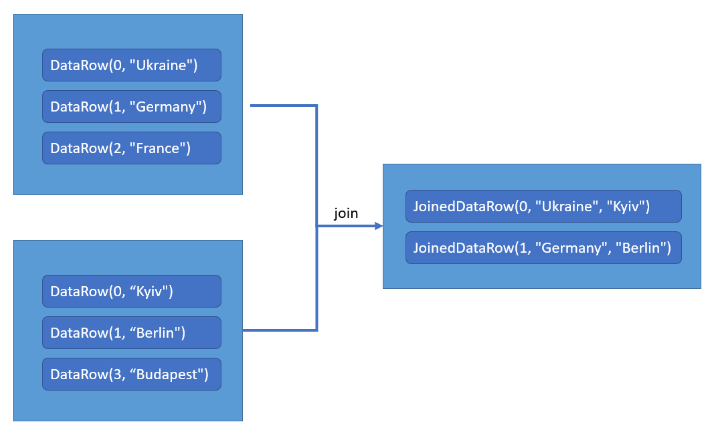 DataRow(0, "Ukraine")
DataRow(1, "Germany")
DataRow(2, "France")
DataRow(0, “Kyiv")
DataRow(1, “Berlin")
DataRow(3, “Budapest")
join
JoinedDataRow(0, "Ukraine", "Kyiv")
JoinedDataRow(1, "Germany", "Berlin")